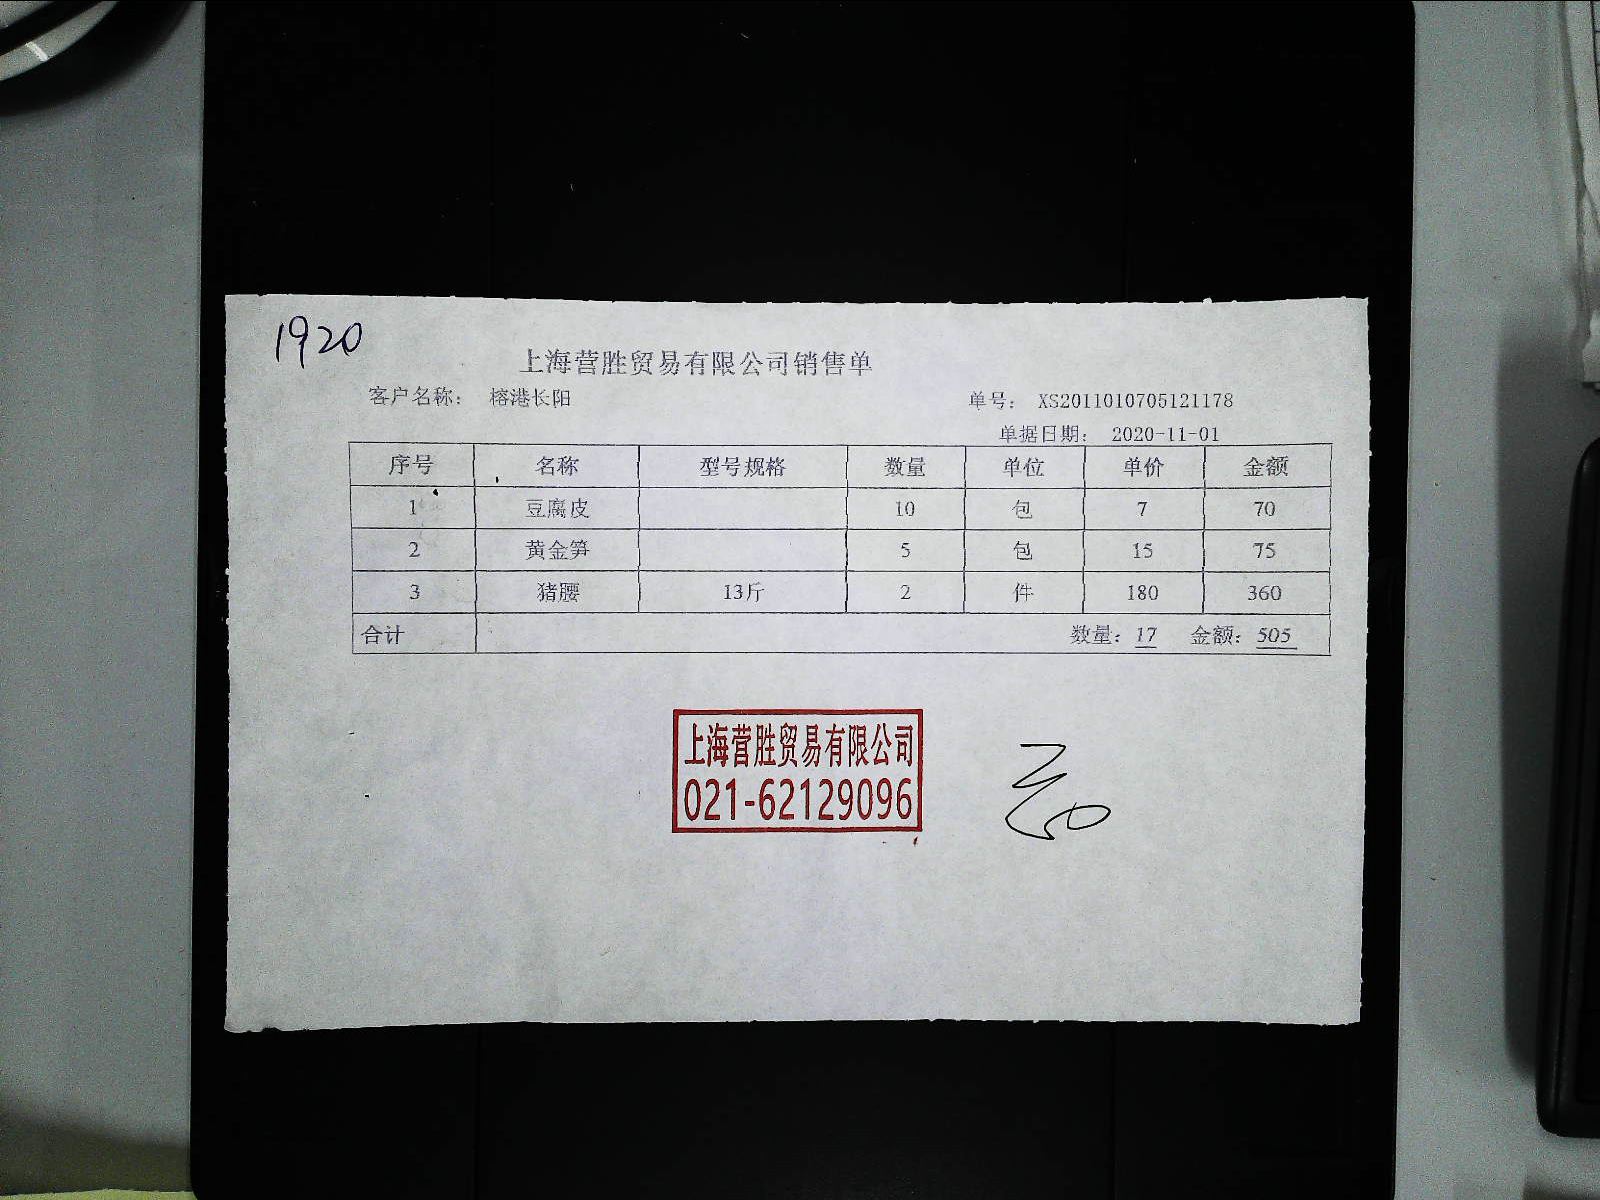 1920
上海营胜贸易有限公司销售单
客户名称： 榕港长阳 单号： XS2011010705121178
单据日期： 2020-11-01
序号 名称 型号规格 数量 单位 单价 金额
1 豆腐皮 10 包 7 70
2 黄金笋 5 包 15 75
3 猪腰 13斤 2 件 180 360
合计 数量：17 金额：505
上海营胜贸易有限公司
021-62129096